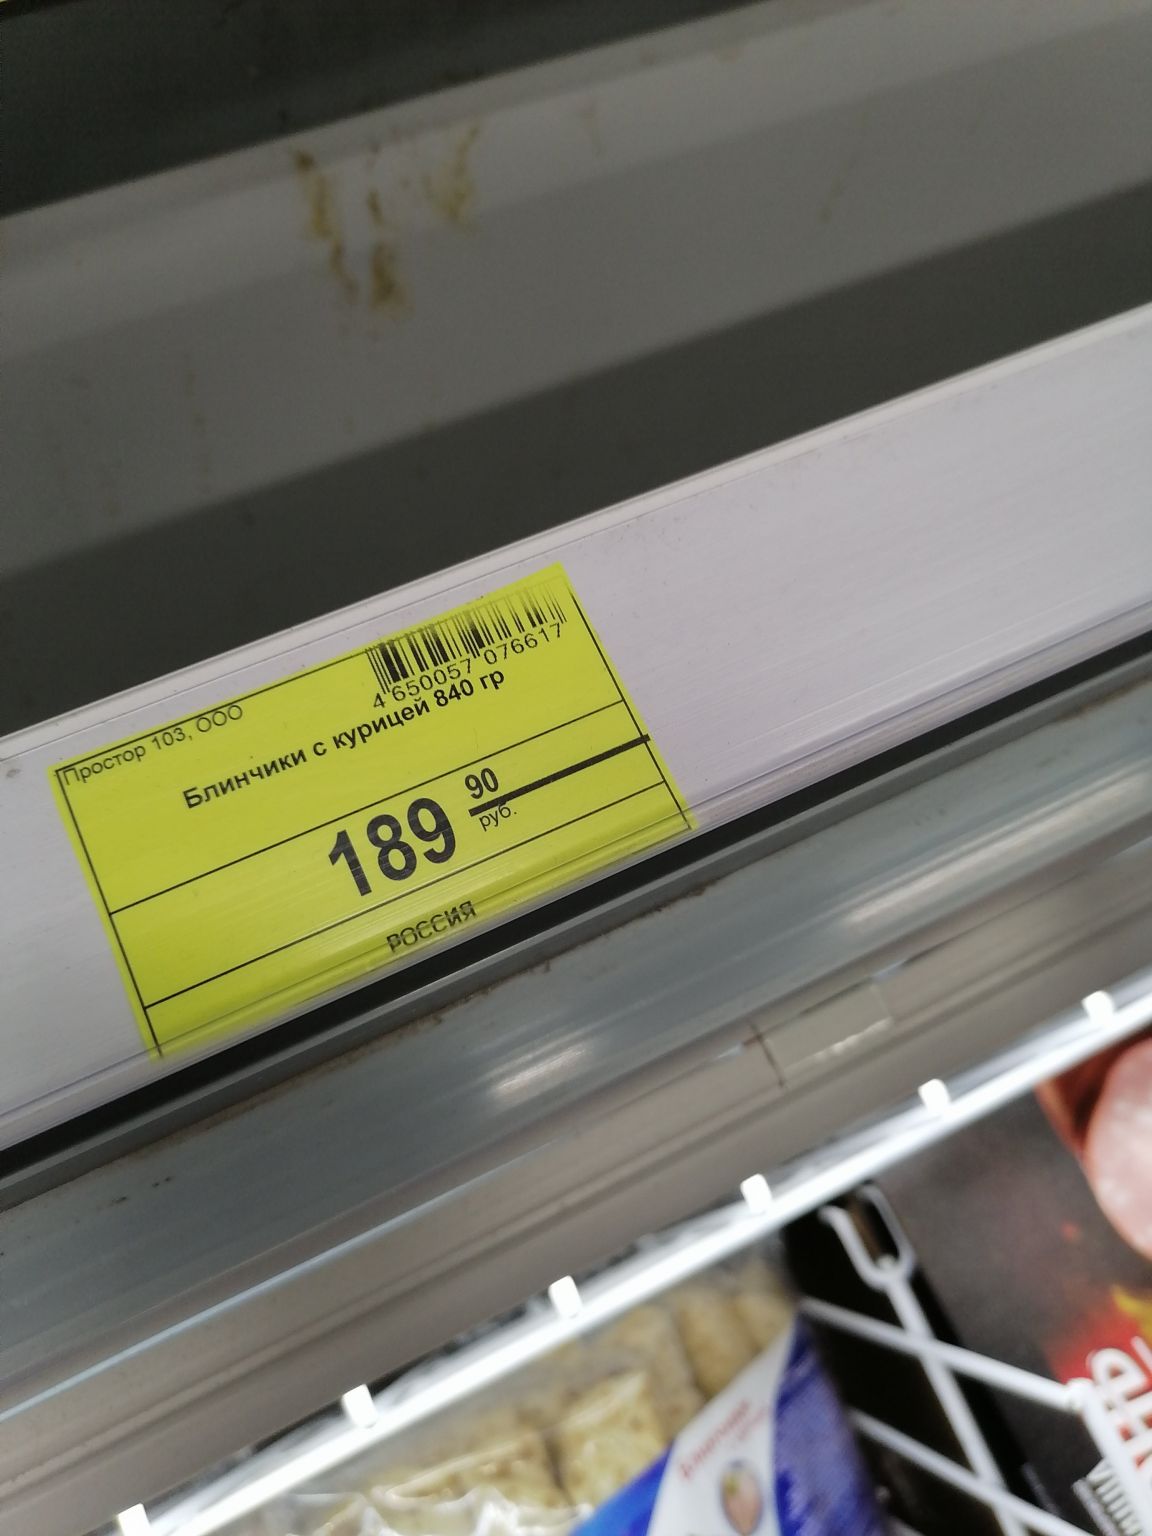 Простор 103, ООО
4 650057 076617
Блинчики с курицей 840 гр
189 90
руб.
РОССИЯ